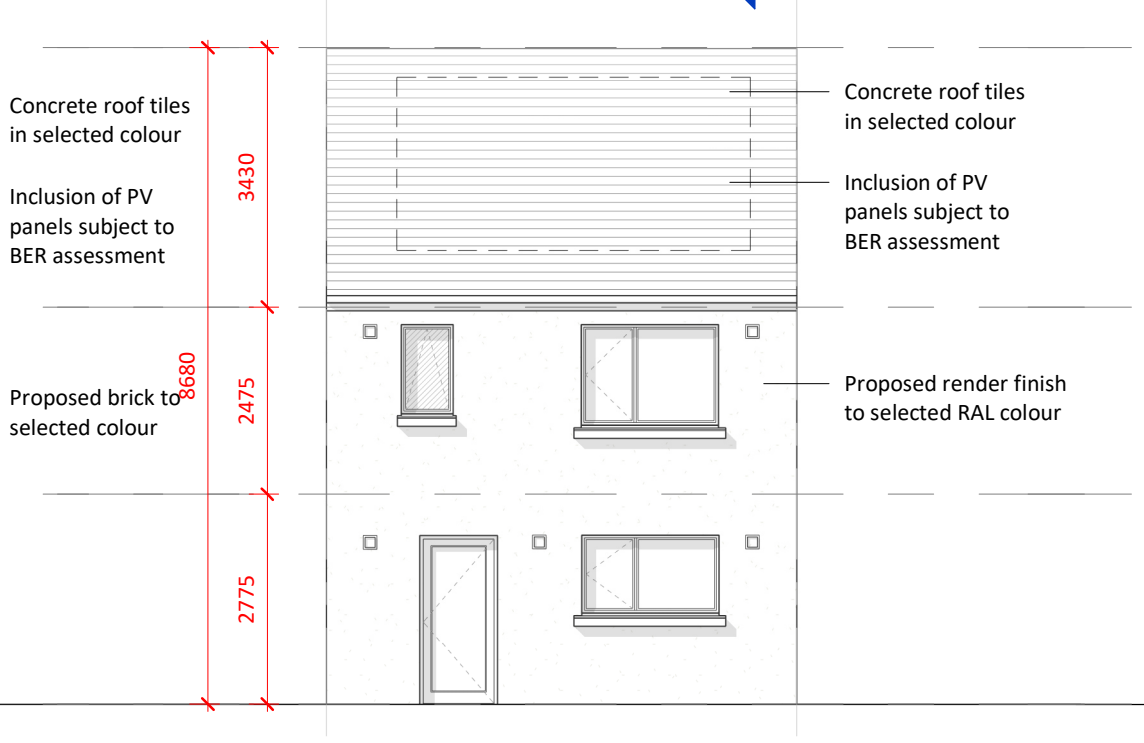 Concrete roof tiles
in selected colour
Inclusion of PV
panels subject to
BER assessment
Proposed brick to
selected colour
8680
3430
2475
2775
Concrete roof tiles
in selected colour
Inclusion of PV
panels subject to
BER assessment
Proposed render finish
to selected RAL colour